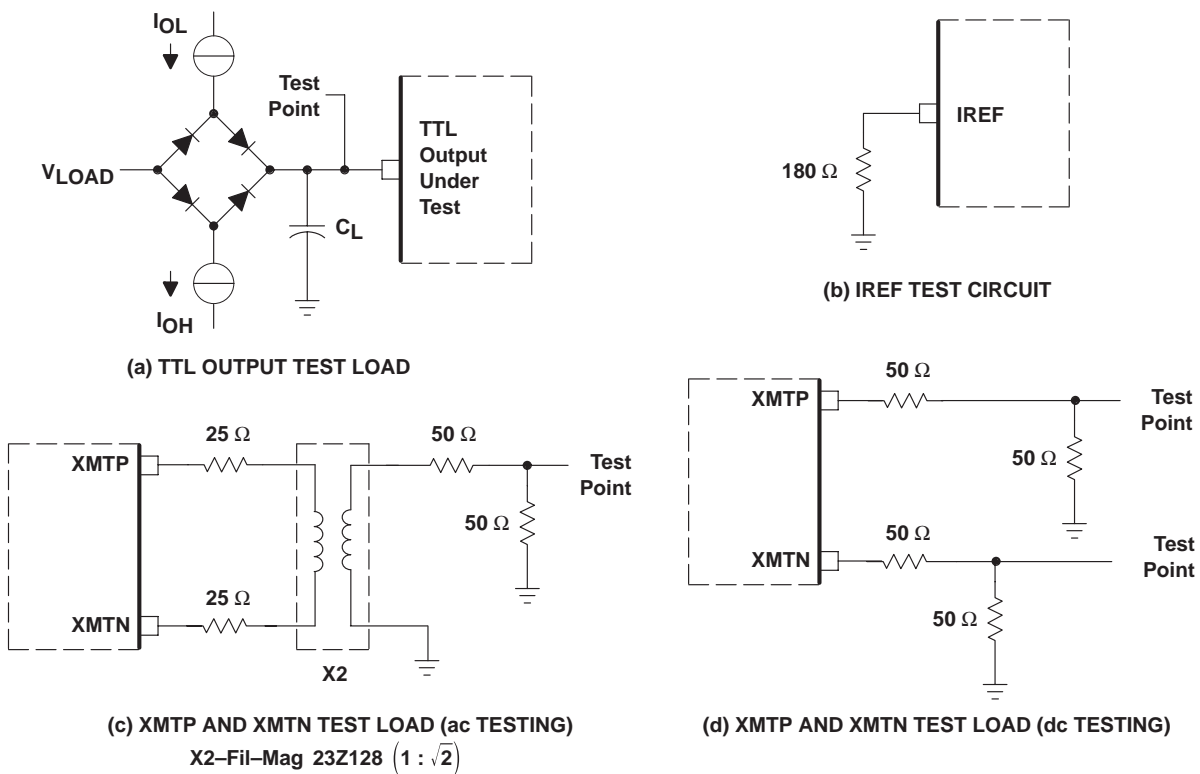 IOL
Test
Point
VLOAD
CL
TTL
Output
Under
Test
IOH
(a) TTL OUTPUT TEST LOAD
IREF
180 Ω
(b) IREF TEST CIRCUIT
XMTP
25 Ω
50 Ω
Test
Point
50 Ω
XMTN
25 Ω
X2
(c) XMTP AND XMTN TEST LOAD (ac TESTING)
X2–Fil–Mag 23Z128 (1 : √2)
XMTP
50 Ω
Test
Point
50 Ω
XMTN
50 Ω
Test
Point
50 Ω
(d) XMTP AND XMTN TEST LOAD (dc TESTING)